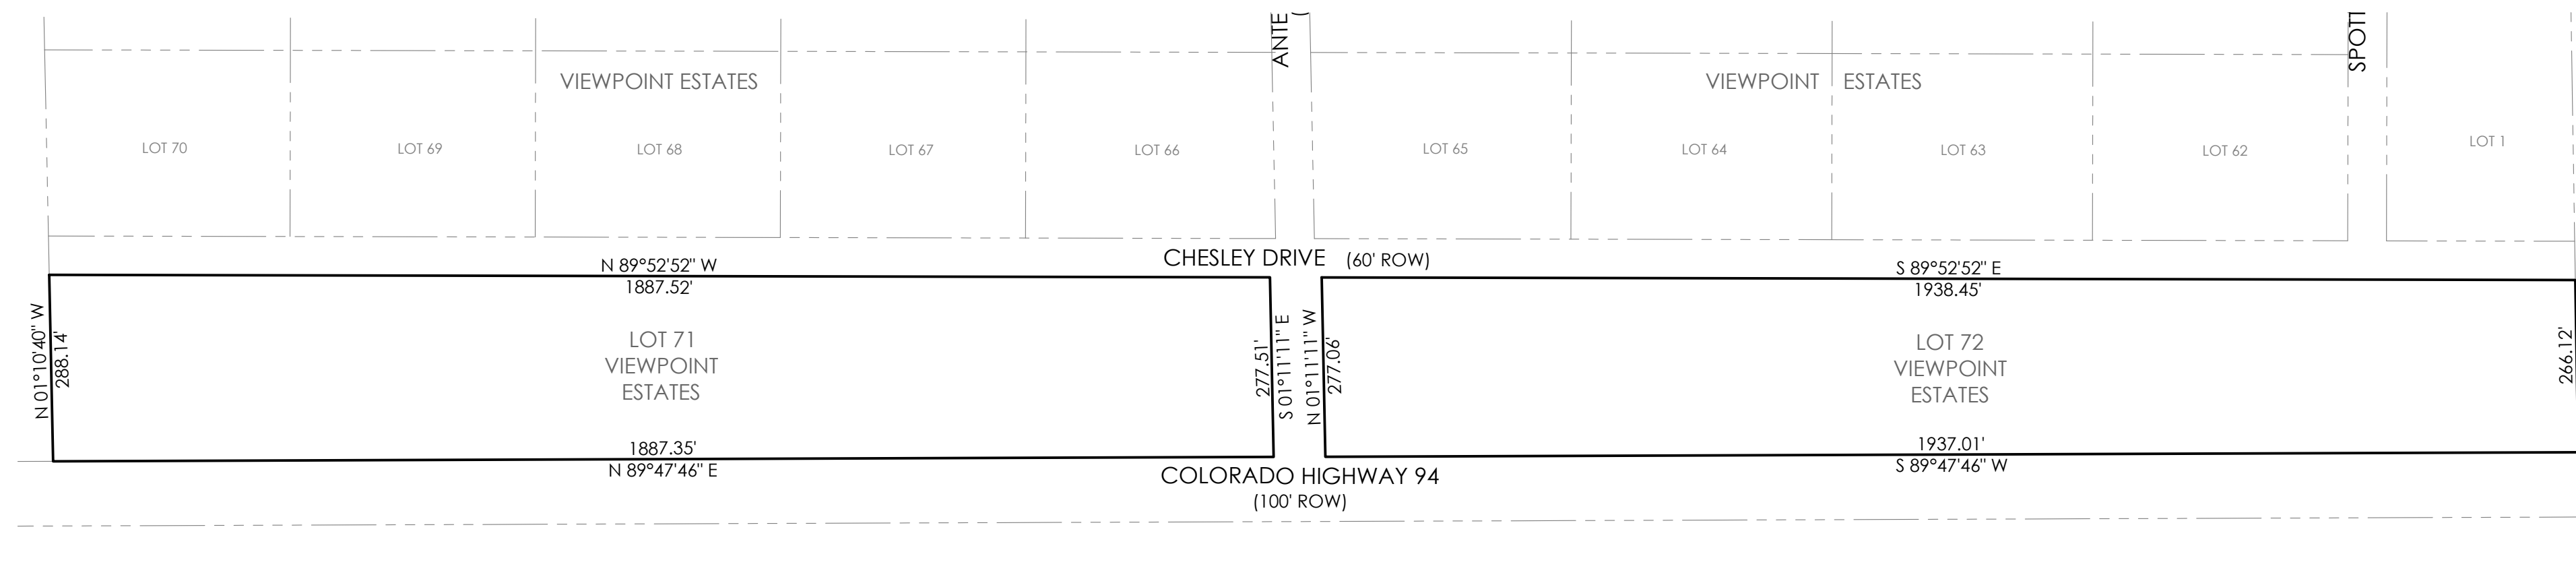 ANTE
(
SPOTT
VIEWPOINT ESTATES
VIEWPOINT ESTATES
LOT 70
LOT 69
LOT 68
LOT 67
LOT 66
LOT 65
LOT 64
LOT 63
LOT 62
LOT 1
CHESLEY DRIVE (60' ROW)
N 89°52'52" W
1887.52'
S 89°52'52" E
1938.45'
N 01°10'40" W
288.14'
LOT 71
VIEWPOINT
ESTATES
277.51'
S 01°11'11" E
N 01°11'11" W
277.06'
LOT 72
VIEWPOINT
ESTATES
266.12'
1887.35'
N 89°47'46" E
1937.01'
S 89°47'46" W
COLORADO HIGHWAY 94
(100' ROW)